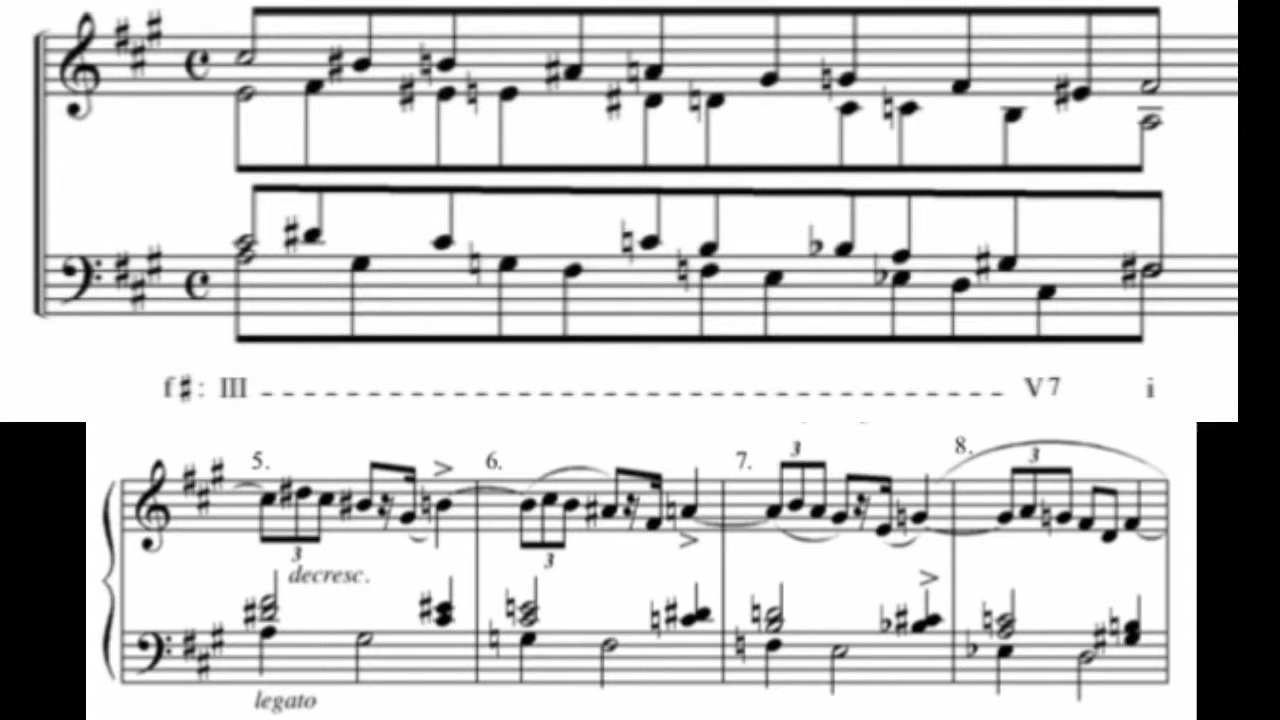 f♯: III V7 i
5. 6. 7. 3 8. 3
3 decresc. 3
legato